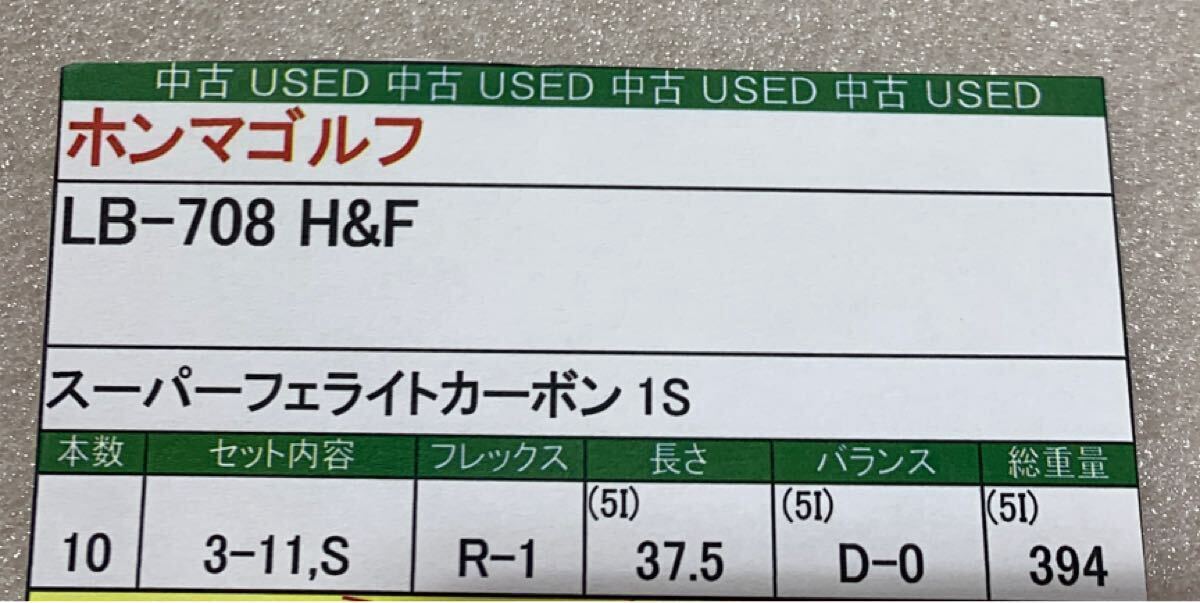 中古 USED 中古 USED 中古 USED 中古 USED
ホンマゴルフ
LB-708 H&F
スーパーフェライトカーボン 1S
本数 セット内容 フレックス 長さ バランス 総重量
(5I) (5I) (5I)
10 3-11,S R-1 37.5 D-0 394